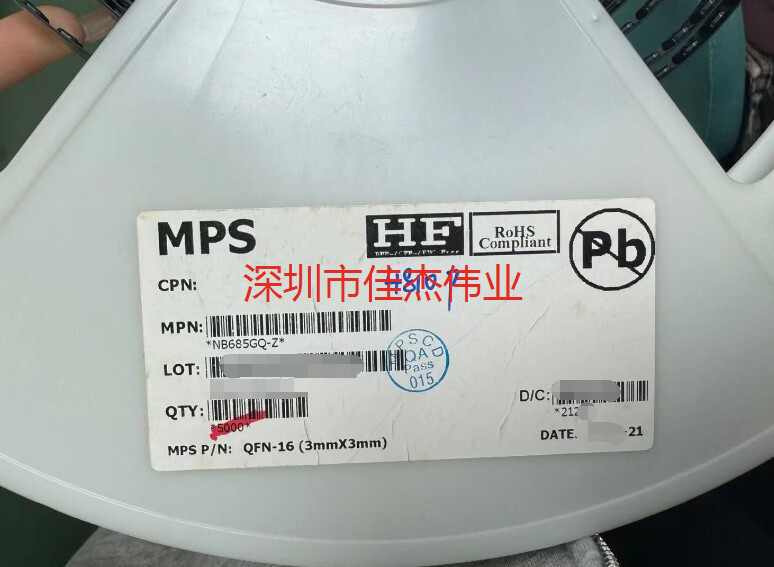 MPS
HF
RoHS
Compliant
Pb
CPN:
深圳市佳杰伟业
MPN:
*NB685GQ-Z*
LOT:
MPSCD
QAD
Pass
015
QTY:
*5000*
D/C:
*212
DATE. -21
MPS P/N: QFN-16 (3mmX3mm)